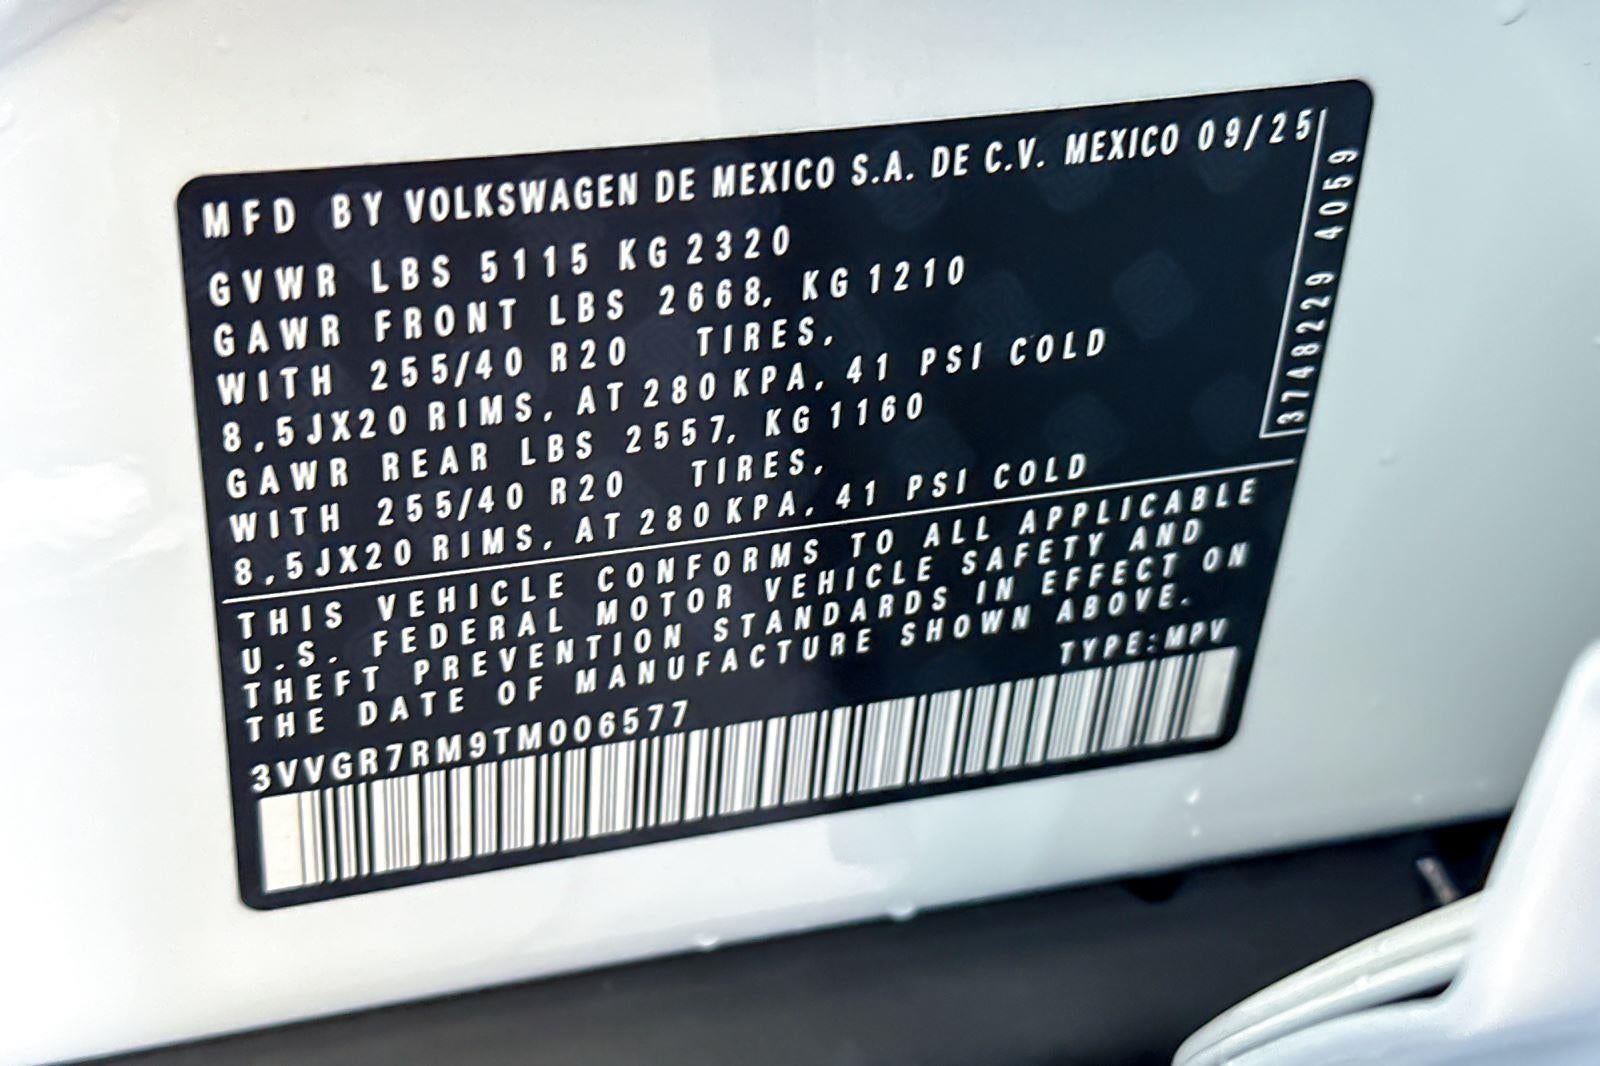 MFD BY VOLKSWAGEN DE MEXICO S.A. DE C.V. MEXICO 09/25
GVWR LBS 5115 KG 2320
GAWR FRONT LBS 2668, KG 1210
WITH 255/40 R20 TIRES,
8,5JX20 RIMS, AT 280 KPA, 41 PSI COLD
GAWR REAR LBS 2557, KG 1160
WITH 255/40 R20 TIRES,
8,5JX20 RIMS, AT 280 KPA, 41 PSI COLD
3748229 4059
THIS VEHICLE CONFORMS TO ALL APPLICABLE
U.S. FEDERAL MOTOR VEHICLE SAFETY AND
THEFT PREVENTION STANDARDS IN EFFECT ON
THE DATE OF MANUFACTURE SHOWN ABOVE.
TYPE:MPV
3VVGR7RM9TM006577